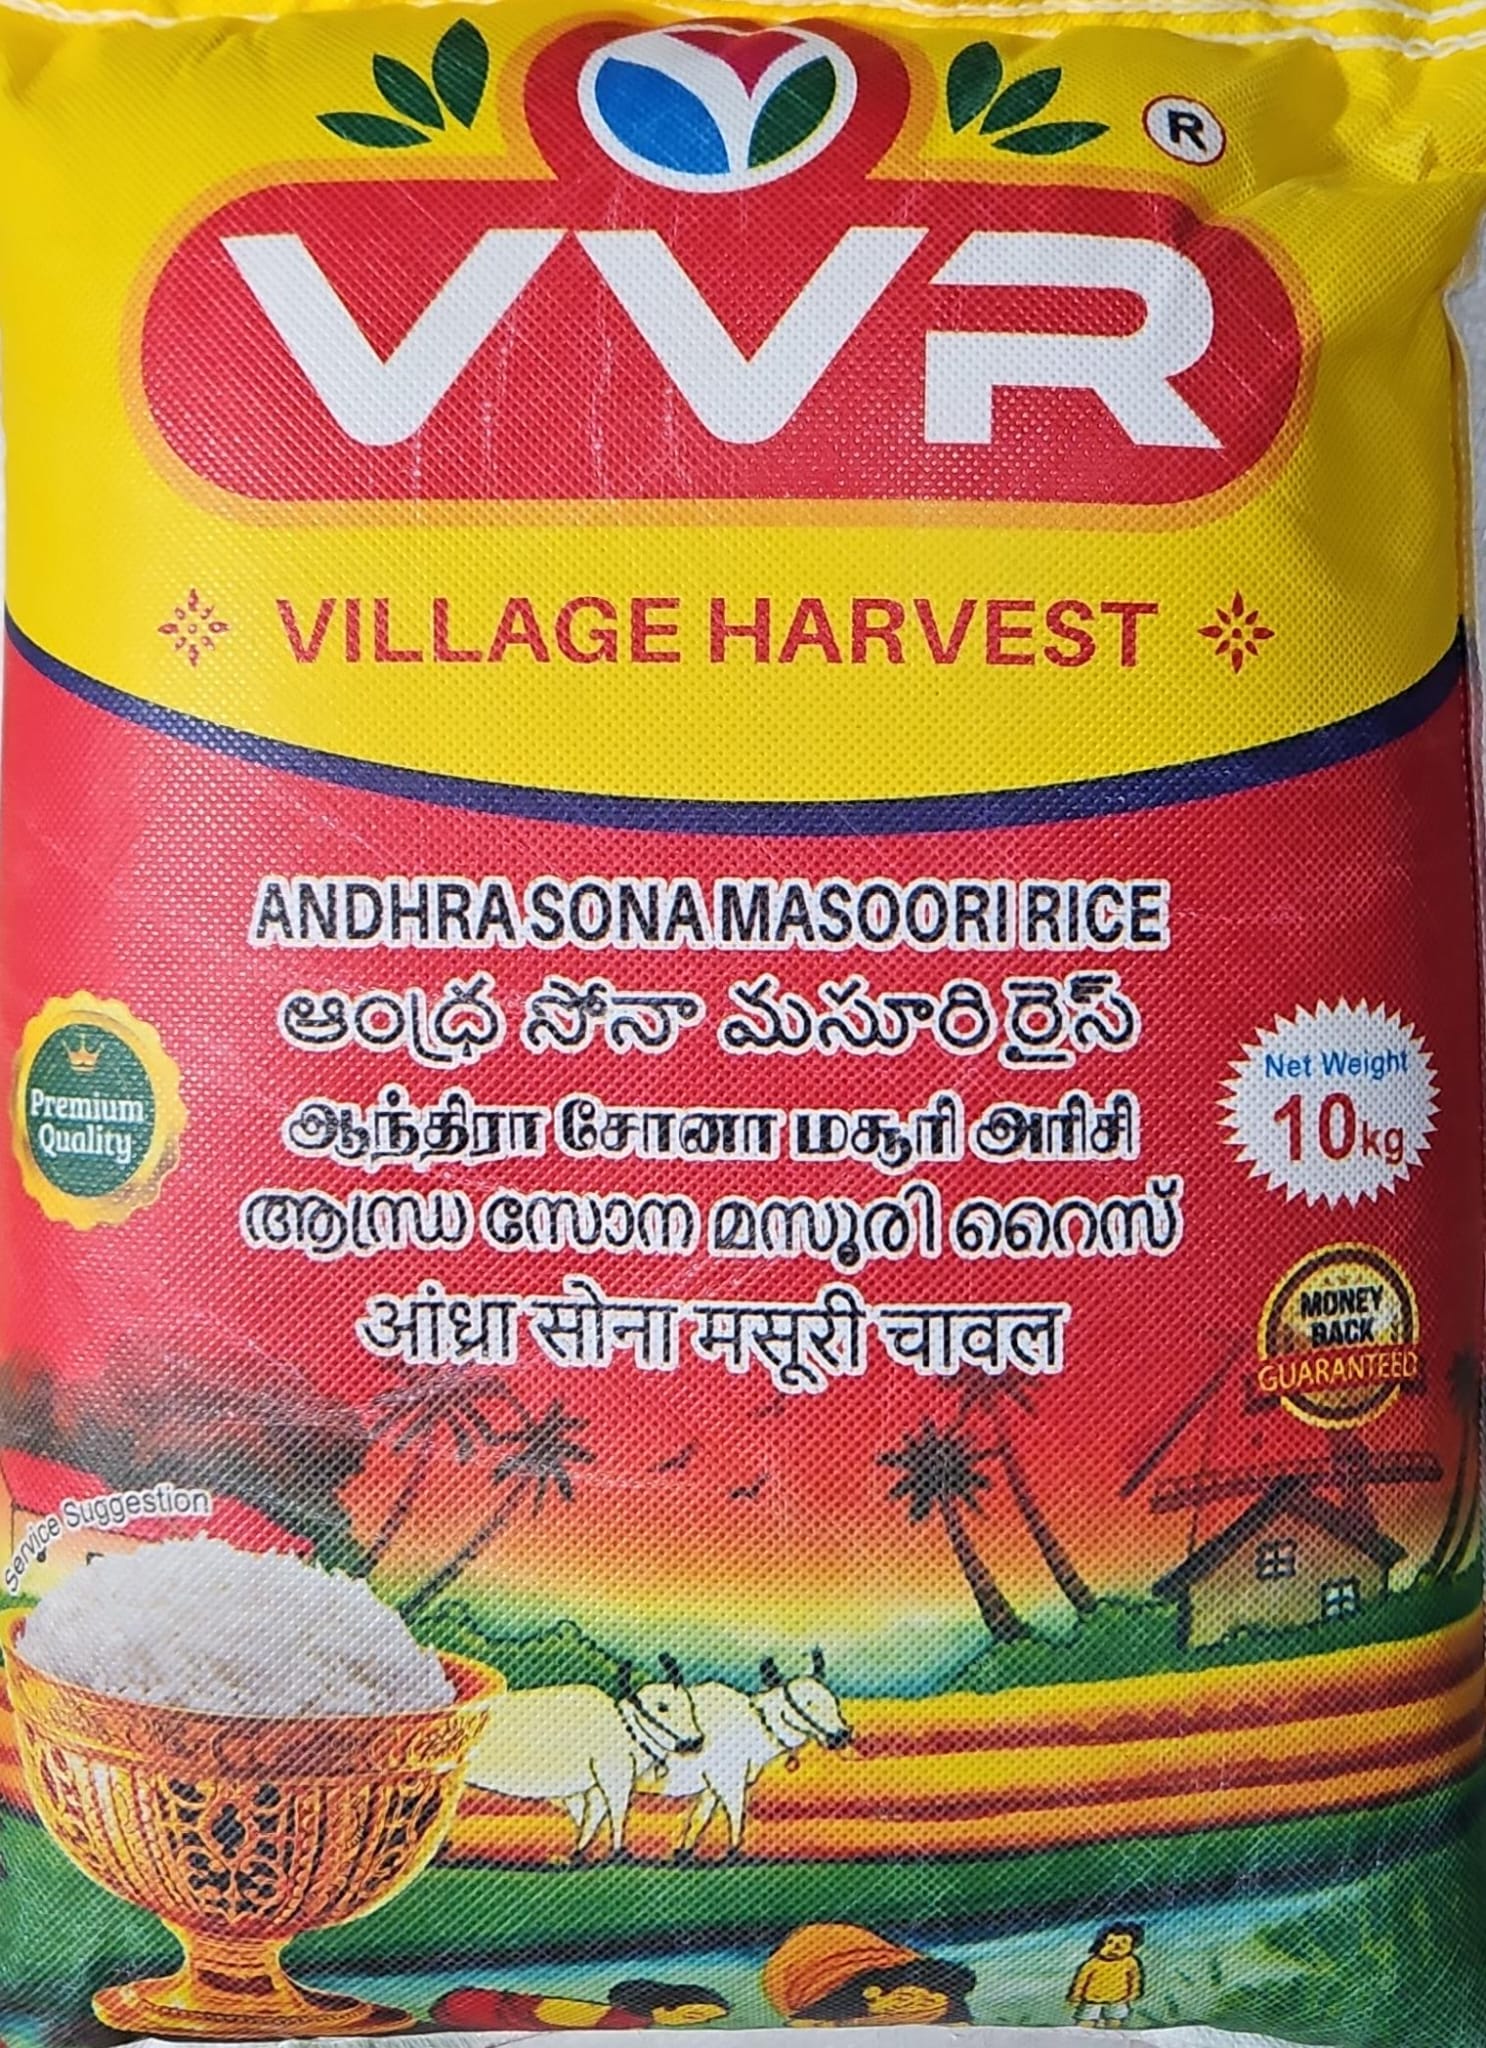 R
VVR
VILLAGE HARVEST
ANDHRA SONA MASOORI RICE
ఆంధ్ర సోనా మసూరి రైస్
ஆந்திரா சோனா மசூரி அரிசி
ആന്ധ്ര സോന മസൂരി റൈസ്
आंध्रा सोना मसूरी चावल
Premium
Quality
Net Weight
10kg
MONEY
BACK
GUARANTEED
Service Suggestion